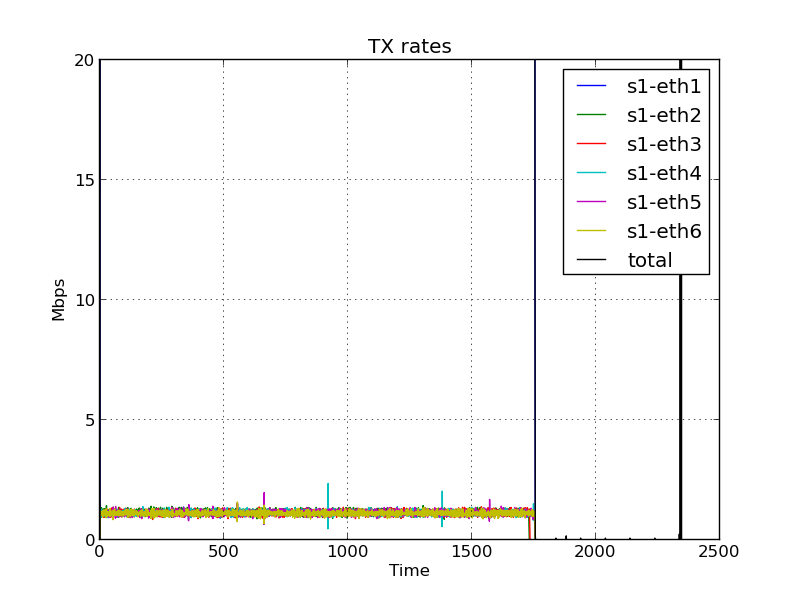 TX rates
20
15
10
5
0
Mbps
s1-eth1
s1-eth2
s1-eth3
s1-eth4
s1-eth5
s1-eth6
total
0 500 1000 1500 2000 2500
Time